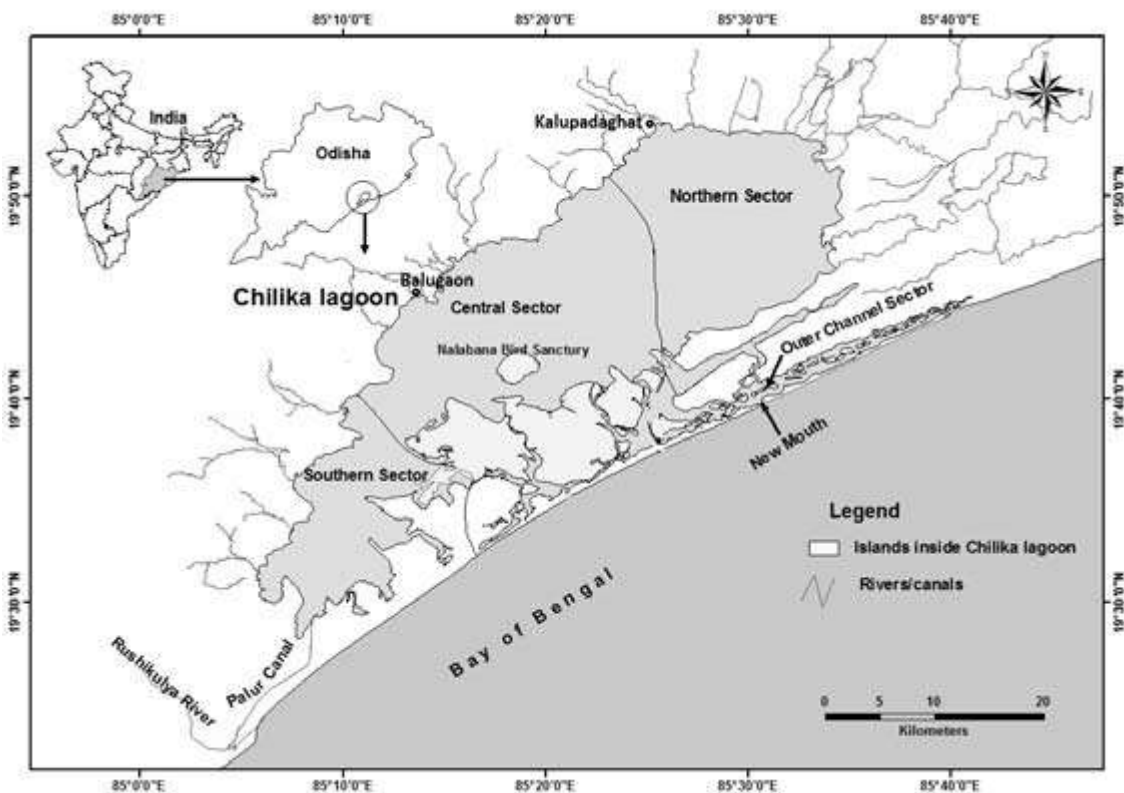 85°0'0"E 85°10'0"E 85°20'0"E 85°30'0"E 85°40'0"E
India
Odisha
Kalupadaghat
Northern Sector
19°50'0"N
19°50'0"N
Balugaon
Chilika lagoon
Central Sector
Nalabana Bird Sanctury
Outer Channel Sector
19°40'0"N
19°40'0"N
New Mouth
Southern Sector
Legend
Islands inside Chilika lagoon
Rivers/canals
Bay of Bengal
19°30'0"N
19°30'0"N
Palur Canal
Rushikulya River
0 5 10 20
Kilometers
85°0'0"E 85°10'0"E 85°20'0"E 85°30'0"E 85°40'0"E